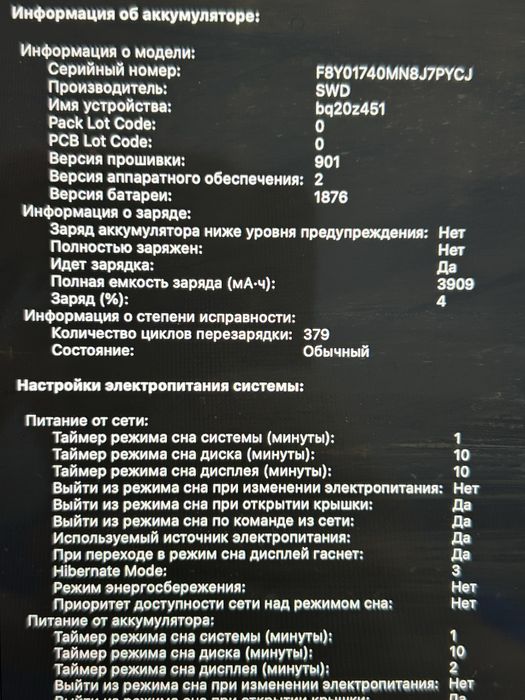 Информация об аккумуляторе:
Информация о модели:
Серийный номер: F8Y01740MN8J7PYCJ
Производитель: SWD
Имя устройства: bq20z451
Pack Lot Code: 0
PCB Lot Code: 0
Версия прошивки: 901
Версия аппаратного обеспечения: 2
Версия батареи: 1876
Информация о заряде:
Заряд аккумулятора ниже уровня предупреждения: Нет
Полностью заряжен: Нет
Идет зарядка: Да
Полная емкость заряда (мА·ч): 3909
Заряд (%): 4
Информация о степени исправности:
Количество циклов перезарядки: 379
Состояние: Обычный
Настройки электропитания системы:
Питание от сети:
Таймер режима сна системы (минуты): 1
Таймер режима сна диска (минуты): 10
Таймер режима сна дисплея (минуты): 10
Выйти из режима сна при изменении электропитания: Нет
Выйти из режима сна при открытии крышки: Да
Выйти из режима сна по команде из сети: Да
Используемый источник электропитания: Да
При переходе в режим сна дисплей гаснет: Да
Hibernate Mode: 3
Режим энергосбережения: Нет
Приоритет доступности сети над режимом сна: Нет
Питание от аккумулятора:
Таймер режима сна системы (минуты): 1
Таймер режима сна диска (минуты): 10
Таймер режима сна дисплея (минуты): 2
Выйти из режима сна при изменении электропитания: Нет
Выйти из режима сна при открытии крышки: Да